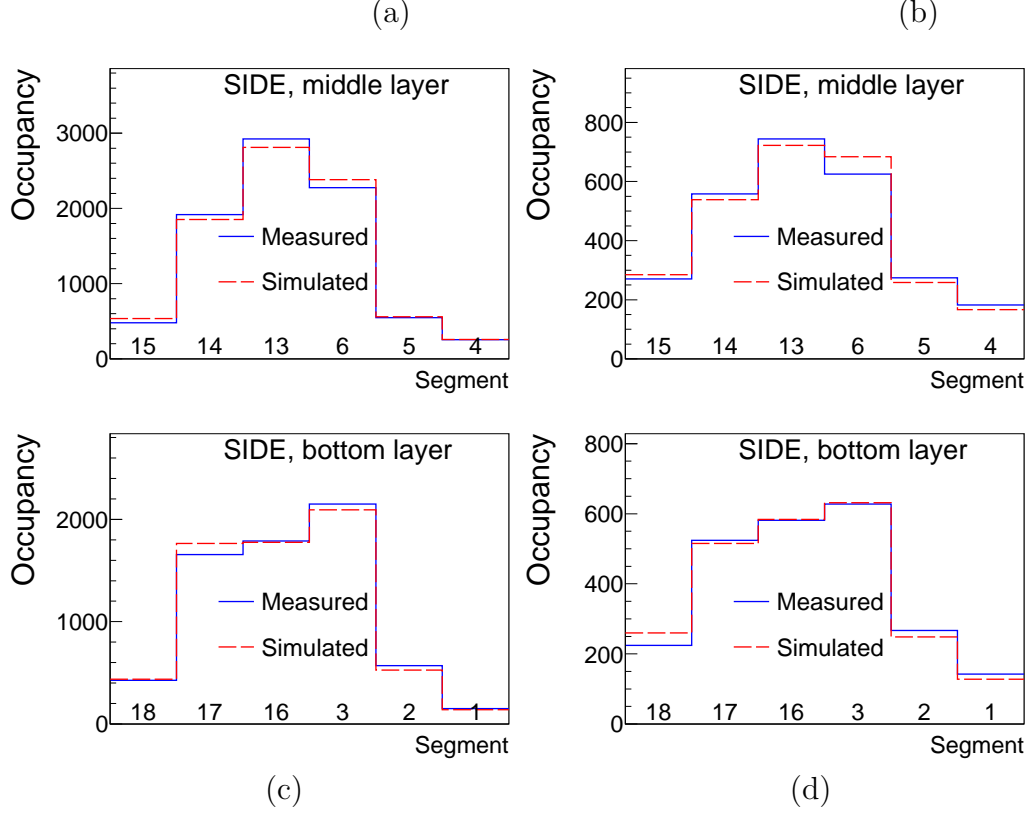 (a)
(b)
SIDE, middle layer
Occupancy
3000
2000
1000
0
Measured
Simulated
15 14 13 6 5 4
Segment
SIDE, middle layer
Occupancy
800
600
400
200
0
Measured
Simulated
15 14 13 6 5 4
Segment
SIDE, bottom layer
Occupancy
2000
1000
0
Measured
Simulated
18 17 16 3 2 1
Segment
SIDE, bottom layer
Occupancy
800
600
400
200
0
Measured
Simulated
18 17 16 3 2 1
Segment
(c)
(d)